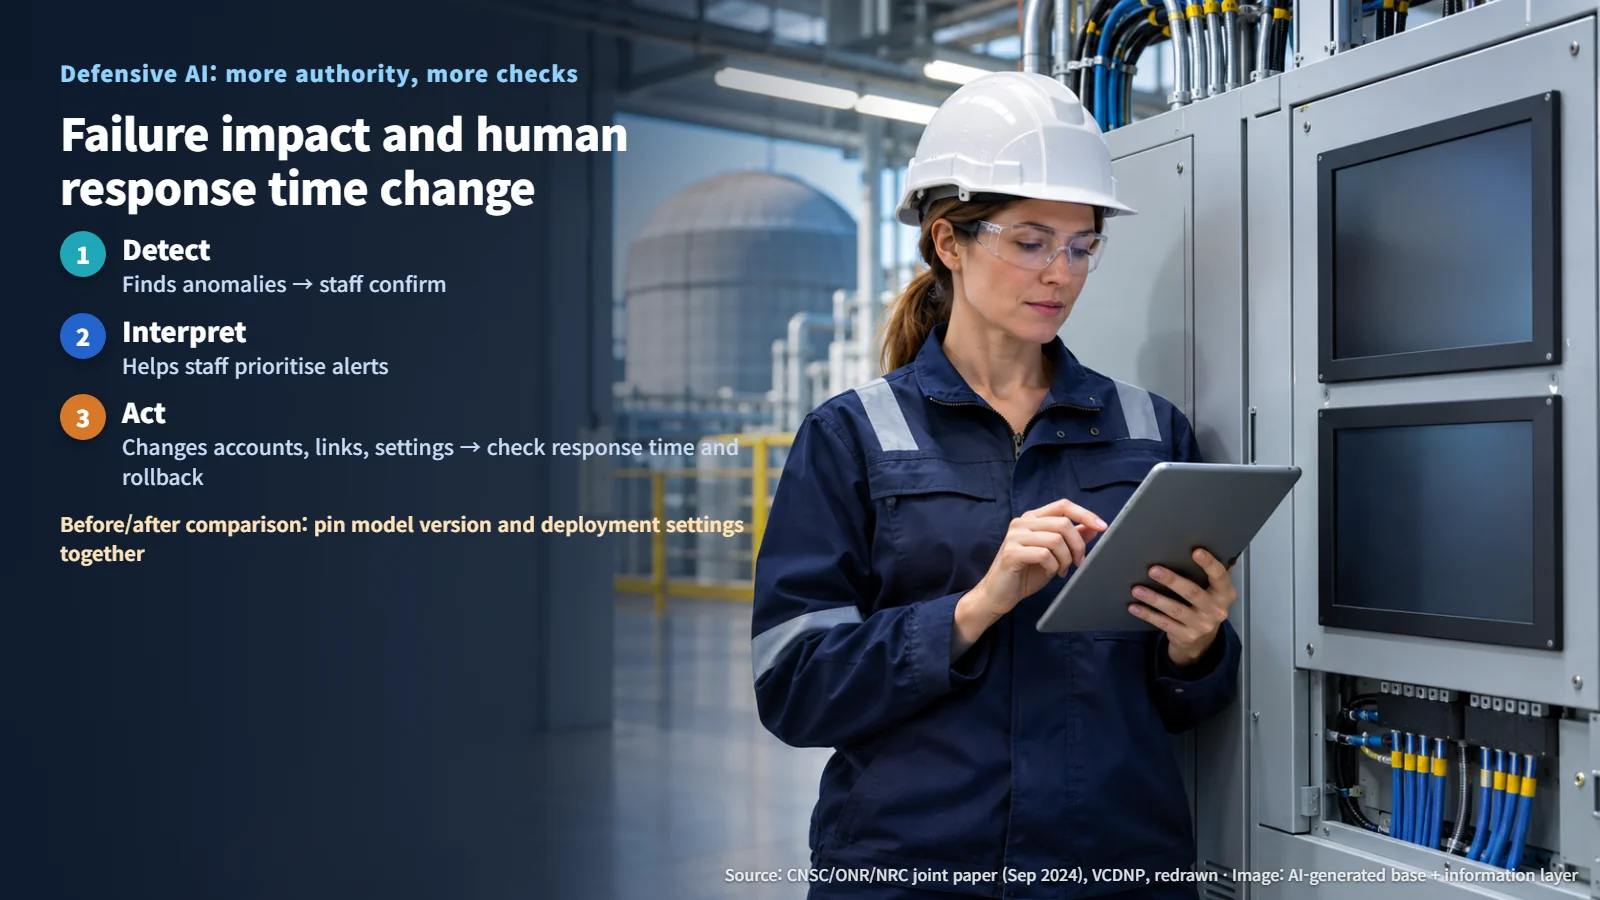 Defensive AI: more authority, more checks
Failure impact and human
response time change
1 Detect
Finds anomalies → staff confirm
2 Interpret
Helps staff prioritise alerts
3 Act
Changes accounts, links, settings → check response time and
rollback
Before/after comparison: pin model version and deployment settings
together
Source: CNSC/ONR/NRC joint paper (Sep 2024), VCDNP, redrawn · Image: AI-generated base + information layer